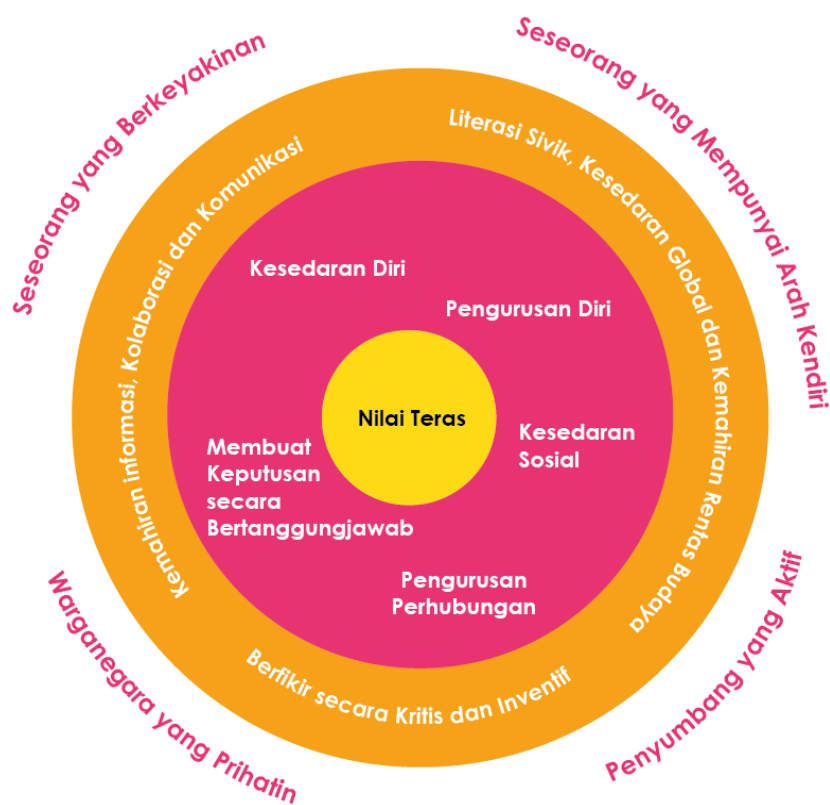 Seseorang yang Berkeyakinan
Seseorang yang Mempunyai Arah Kendiri
Kemahiran informasi, Kolaborasi dan Komunikasi
Literasi Sivik, Kesedaran Global dan Kemahiran Rentas Budaya
Kesedaran Diri
Pengurusan Diri
Nilai Teras
Membuat
Keputusan
secara
Bertanggungjawab
Kesedaran
Sosial
Pengurusan
Perhubungan
Berfikir secara Kritis dan Inventif
Warganegara yang Prihatin
Penyumbang yang Aktif